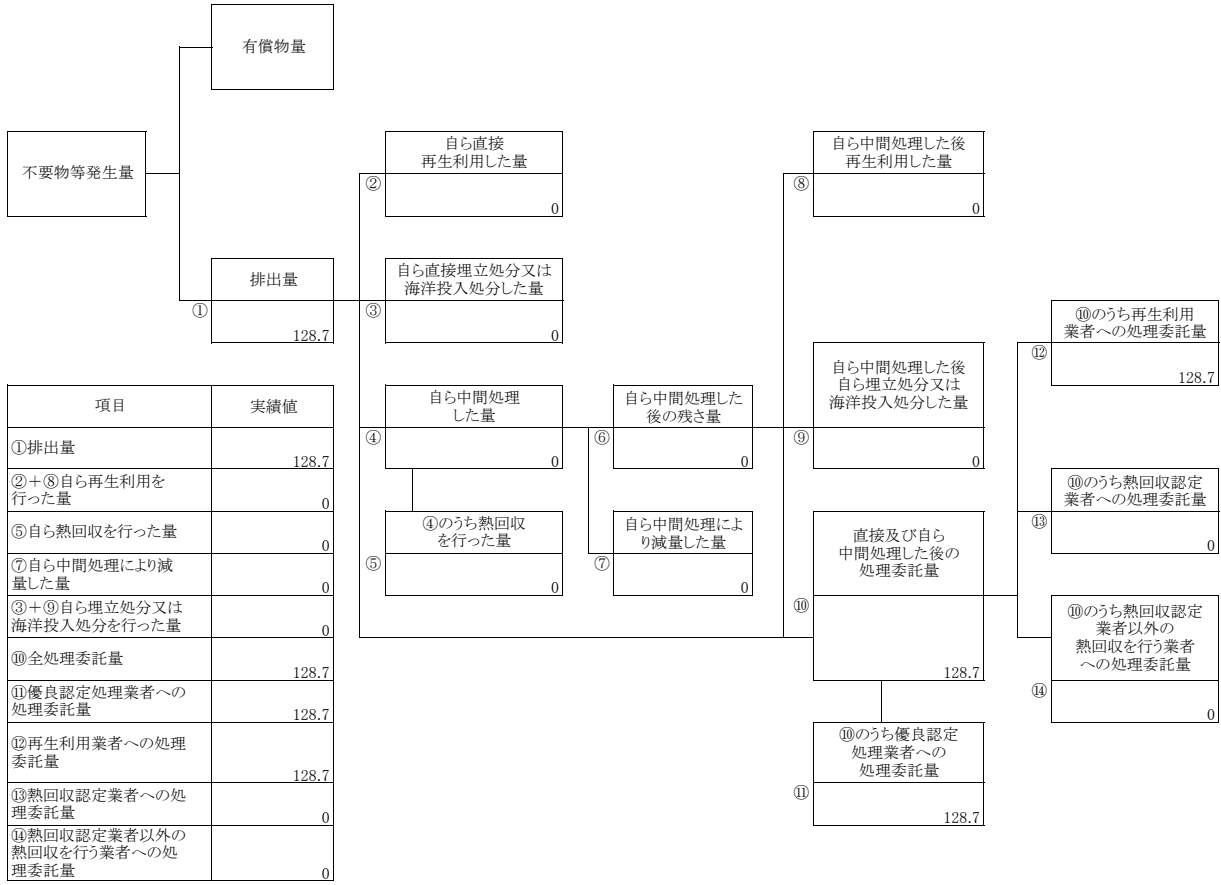 有償物量
不要物等発生量
自ら直接
再生利用した量
②
0
自ら中間処理した後
再生利用した量
⑧
0
排出量
①
128.7
自ら直接埋立処分又は
海洋投入処分した量
③
0
⑩のうち再生利用
業者への処理委託量
⑫
128.7
自ら中間処理
した量
④
0
自ら中間処理した
後の残さ量
⑥
0
自ら中間処理した後
自ら埋立処分又は
海洋投入処分した量
⑨
0
⑩のうち熱回収認定
業者への処理委託量
⑬
0
④のうち熱回収
を行った量
⑤
0
自ら中間処理によ
り減量した量
⑦
0
直接及び自ら
中間処理した後の
処理委託量
⑩
128.7
⑩のうち熱回収認定
業者以外の
熱回収を行う業者
への処理委託量
⑭
0
⑩のうち優良認定
処理業者への
処理委託量
⑪
128.7
項目 実績値
①排出量
128.7
②+⑧自ら再生利用を
行った量
0
⑤自ら熱回収を行った量
0
⑦自ら中間処理により減
量した量
0
③+⑨自ら埋立処分又は
海洋投入処分を行った量
0
⑩全処理委託量
128.7
⑪優良認定処理業者への
処理委託量
128.7
⑫再生利用業者への処理
委託量
128.7
⑬熱回収認定業者への処
理委託量
0
⑭熱回収認定業者以外の
熱回収を行う業者への処
理委託量
0